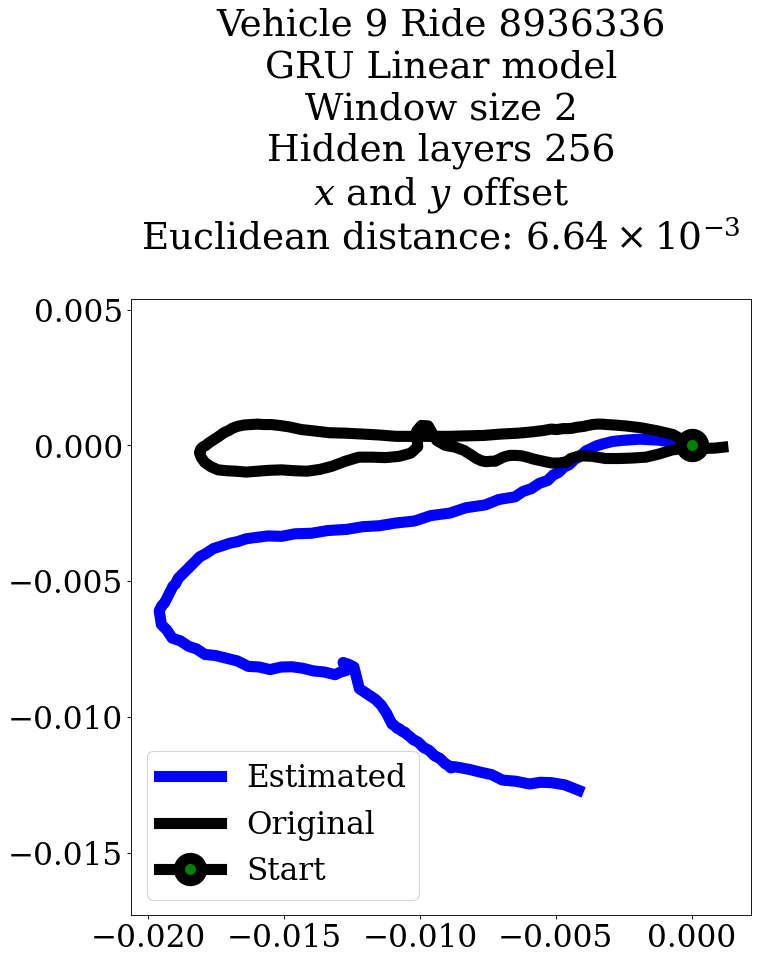 Vehicle 9 Ride 8936336
GRU Linear model
Window size 2
Hidden layers 256
x and y offset
Euclidean distance: 6.64 × 10⁻³
0.005
0.000
−0.005
−0.010
−0.015
Estimated
Original
Start
−0.020 −0.015 −0.010 −0.005 0.000